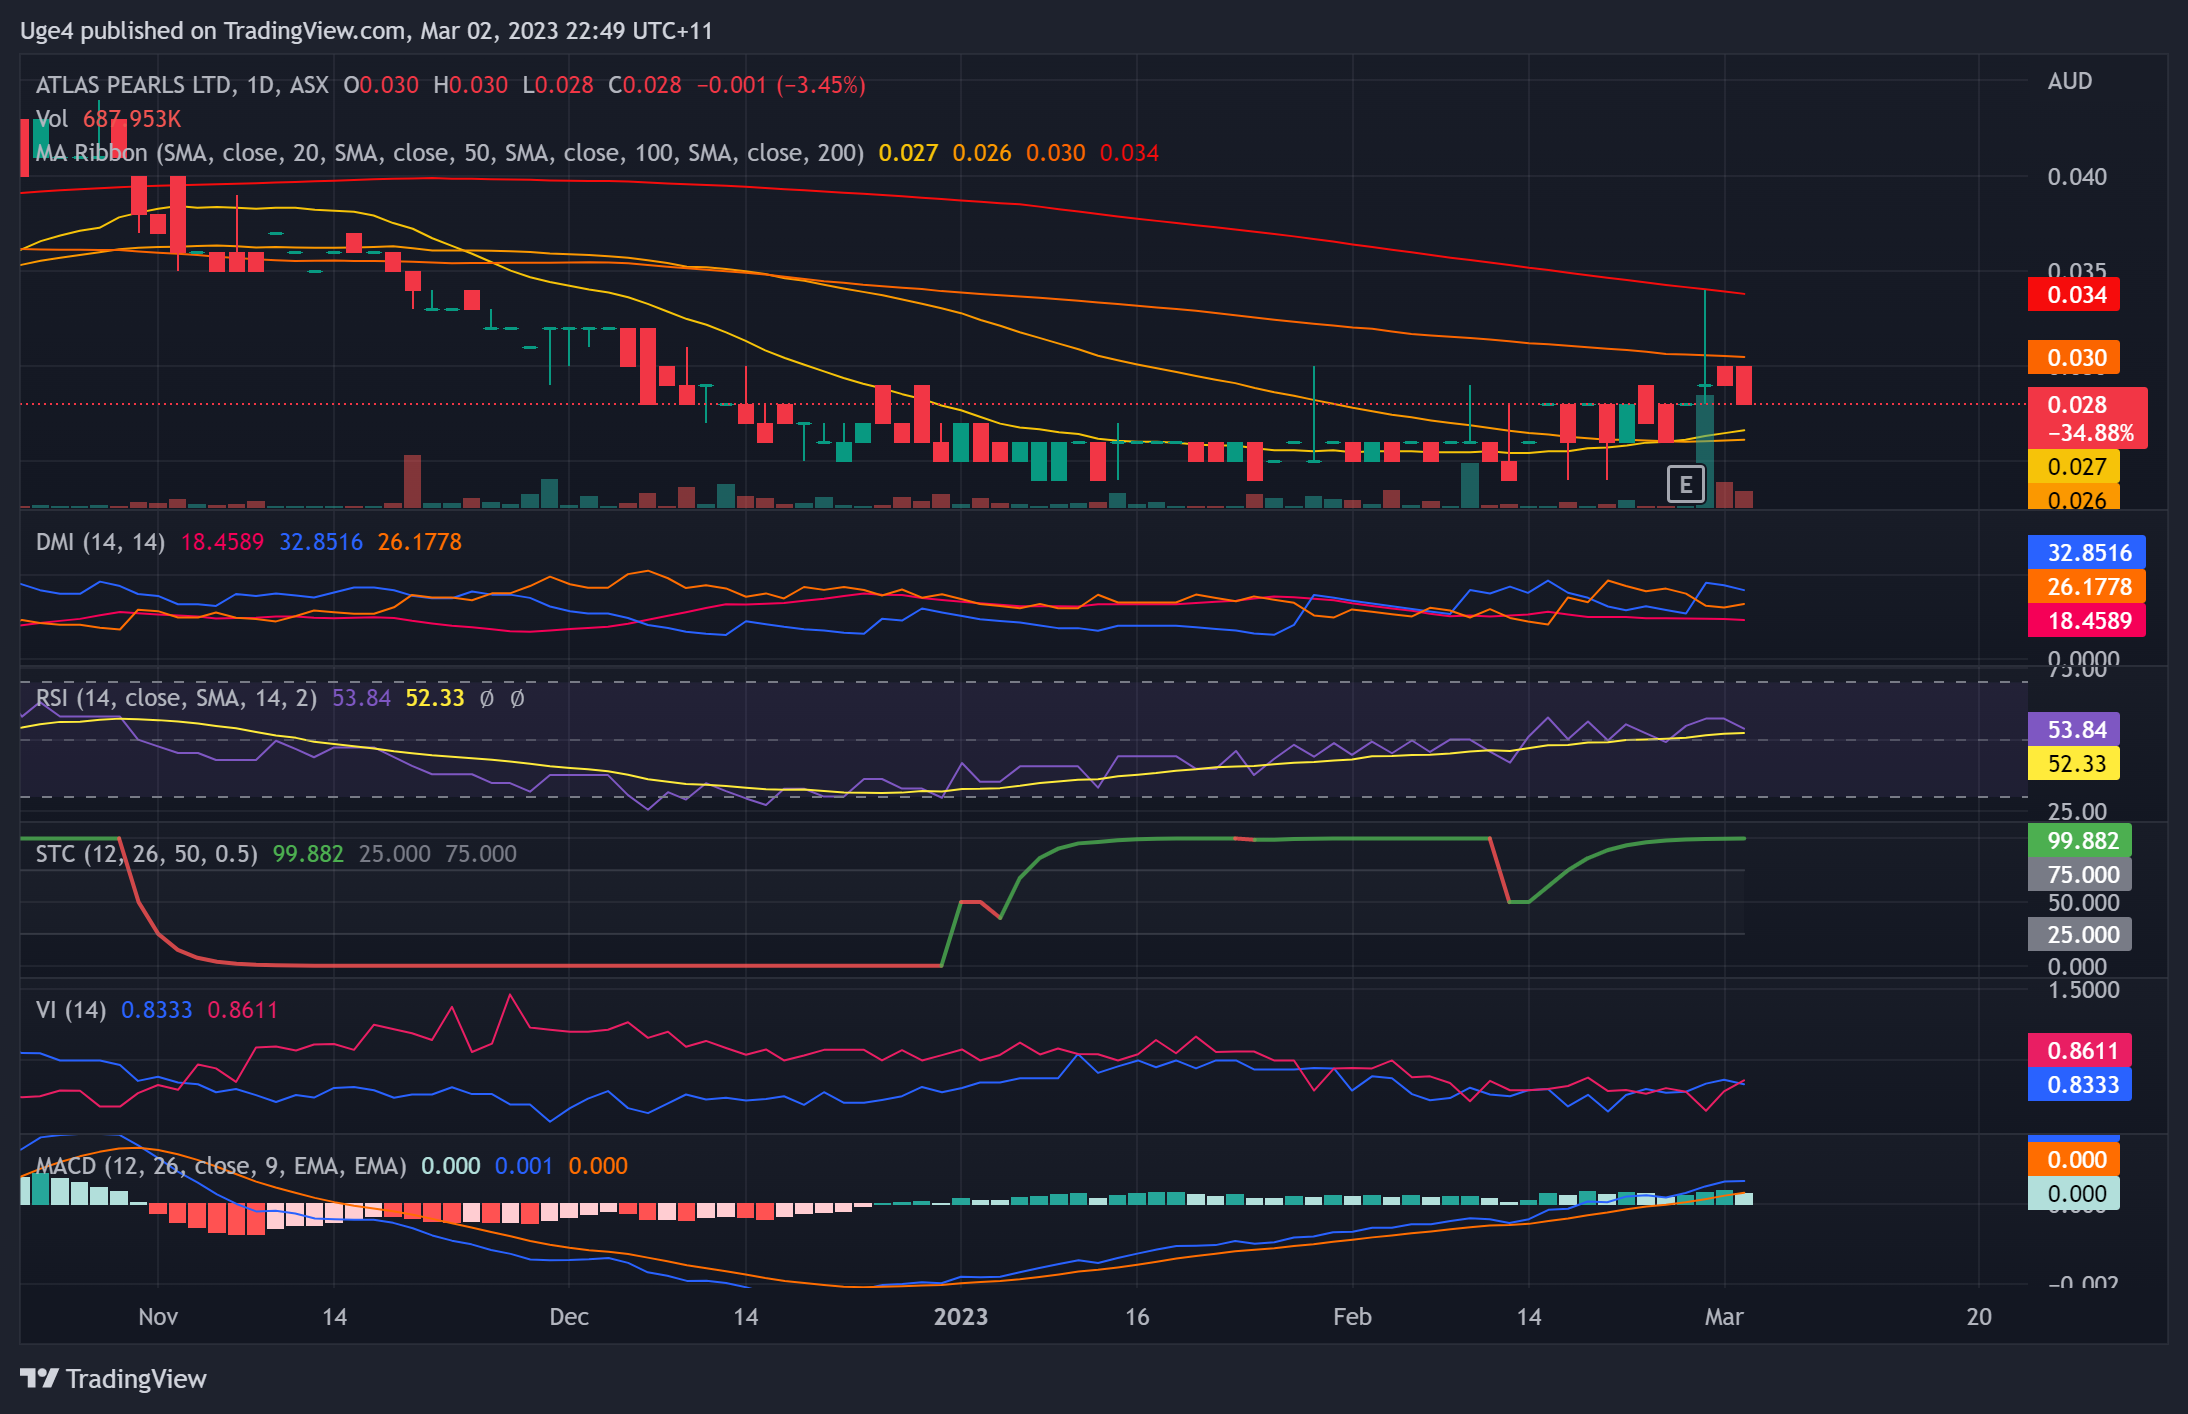 Uge4 published on TradingView.com, Mar 02, 2023 22:49 UTC+11
ATLAS PEARLS LTD, 1D, ASX O0.030 H0.030 L0.028 C0.028 −0.001 (−3.45%)
AUD
Vol 687.953K
MA Ribbon (SMA, close, 20, SMA, close, 50, SMA, close, 100, SMA, close, 200) 0.027 0.026 0.030 0.034
0.040
0.035
0.034
0.030
0.028
−34.88%
0.027
0.026
E
DMI (14, 14) 18.4589 32.8516 26.1778
32.8516
26.1778
18.4589
0.0000
75.00
RSI (14, close, SMA, 14, 2) 53.84 52.33 Ø Ø
53.84
52.33
25.00
STC (12, 26, 50, 0.5) 99.882 25.000 75.000
99.882
75.000
50.000
25.000
0.000
1.5000
VI (14) 0.8333 0.8611
0.8611
0.8333
MACD (12, 26, close, 9, EMA, EMA) 0.000 0.001 0.000
0.000
0.000
−0.002
Nov 14 Dec 14 2023 16 Feb 14 Mar 20
TradingView